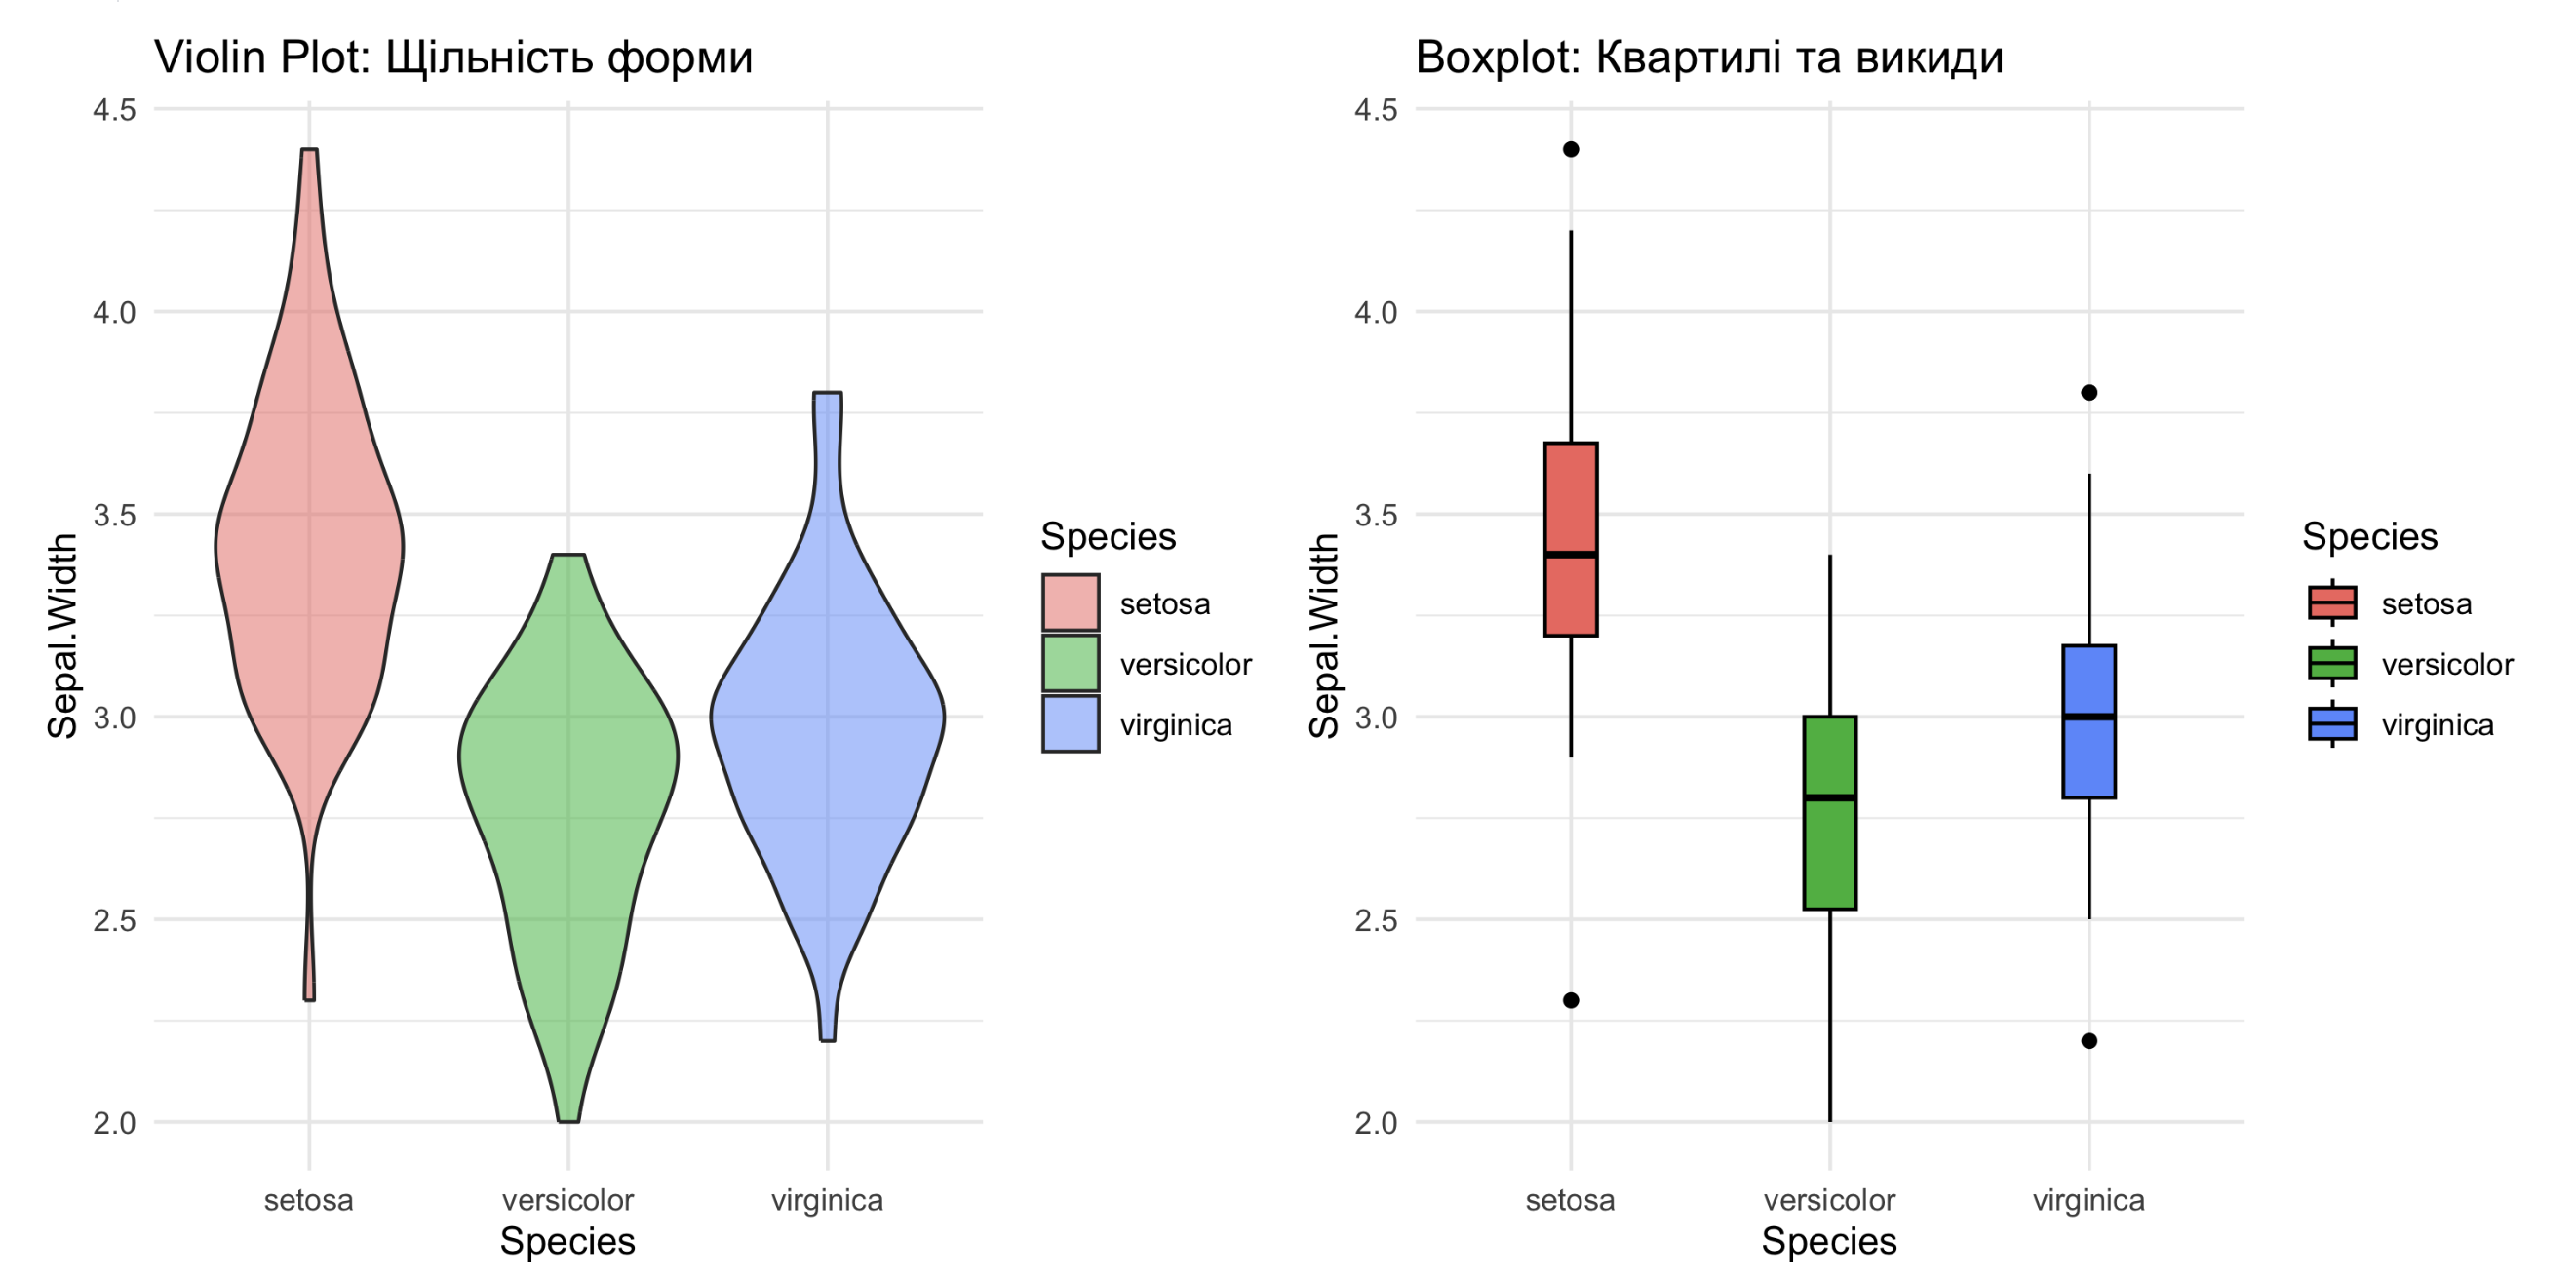 Violin Plot: Щільність форми
4.5
4.0
3.5
3.0
2.5
2.0
Sepal.Width
setosa
versicolor
virginica
Species
Species
setosa
versicolor
virginica
Boxplot: Квартилі та викиди
4.5
4.0
3.5
3.0
2.5
2.0
Sepal.Width
setosa
versicolor
virginica
Species
Species
setosa
versicolor
virginica